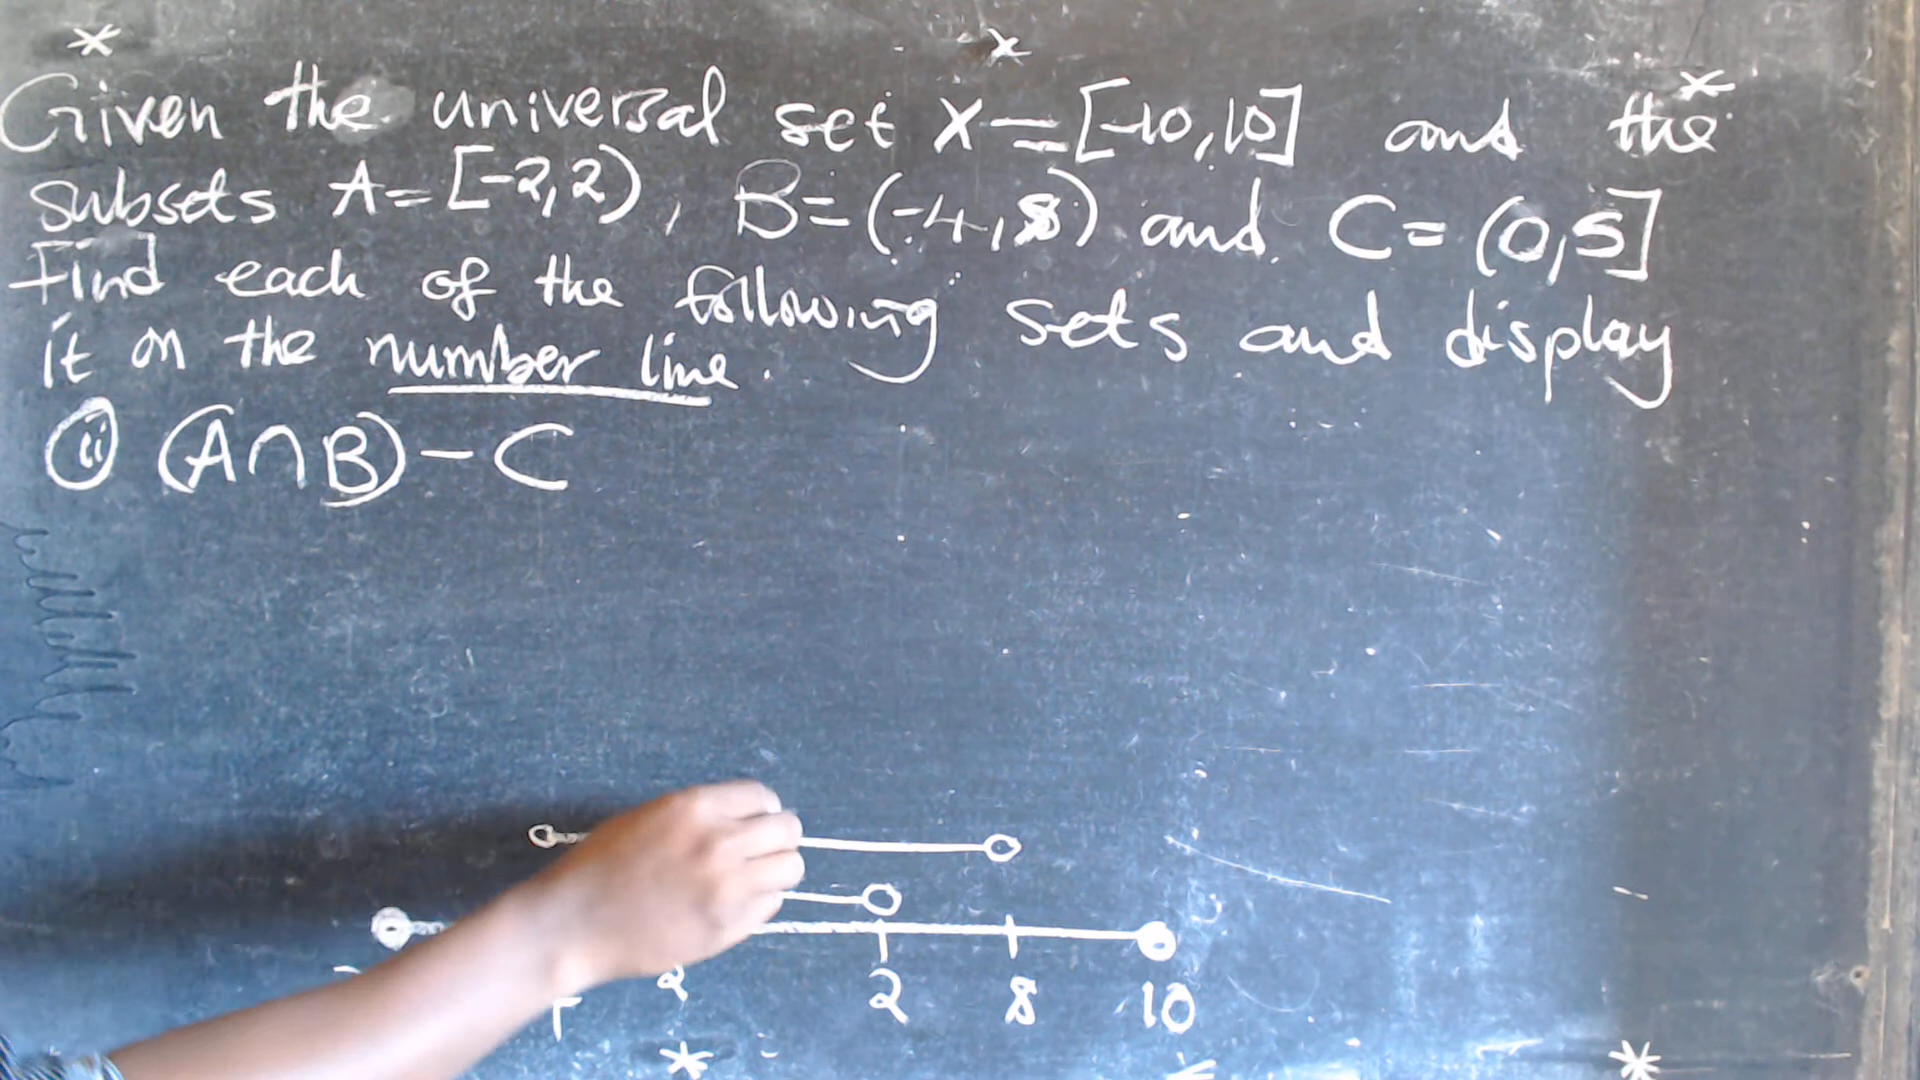 Given the universal set X = [-10,10] and the
subsets A = [-2,2), B = (-4,8) and C = (0,5]
Find each of the following sets and display
it on the number line.
(ii) (A∩B) - C
2 2 8 10